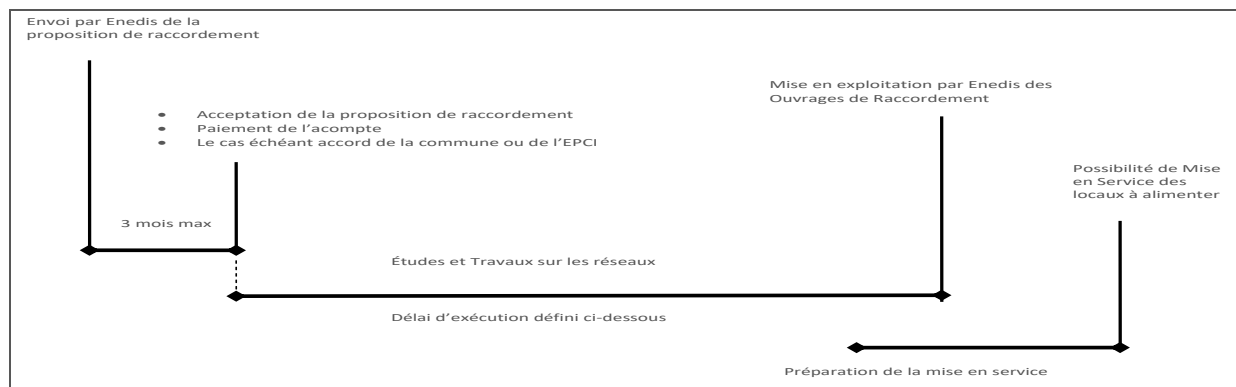 Envoi par Enedis de la
proposition de raccordement
Mise en exploitation par Enedis des
Ouvrages de Raccordement
• Acceptation de la proposition de raccordement
• Paiement de l’acompte
• Le cas échéant accord de la commune ou de l’EPCI
Possibilité de Mise
en Service des
locaux à alimenter
3 mois max
Études et Travaux sur les réseaux
Délai d’exécution défini ci-dessous
Préparation de la mise en service